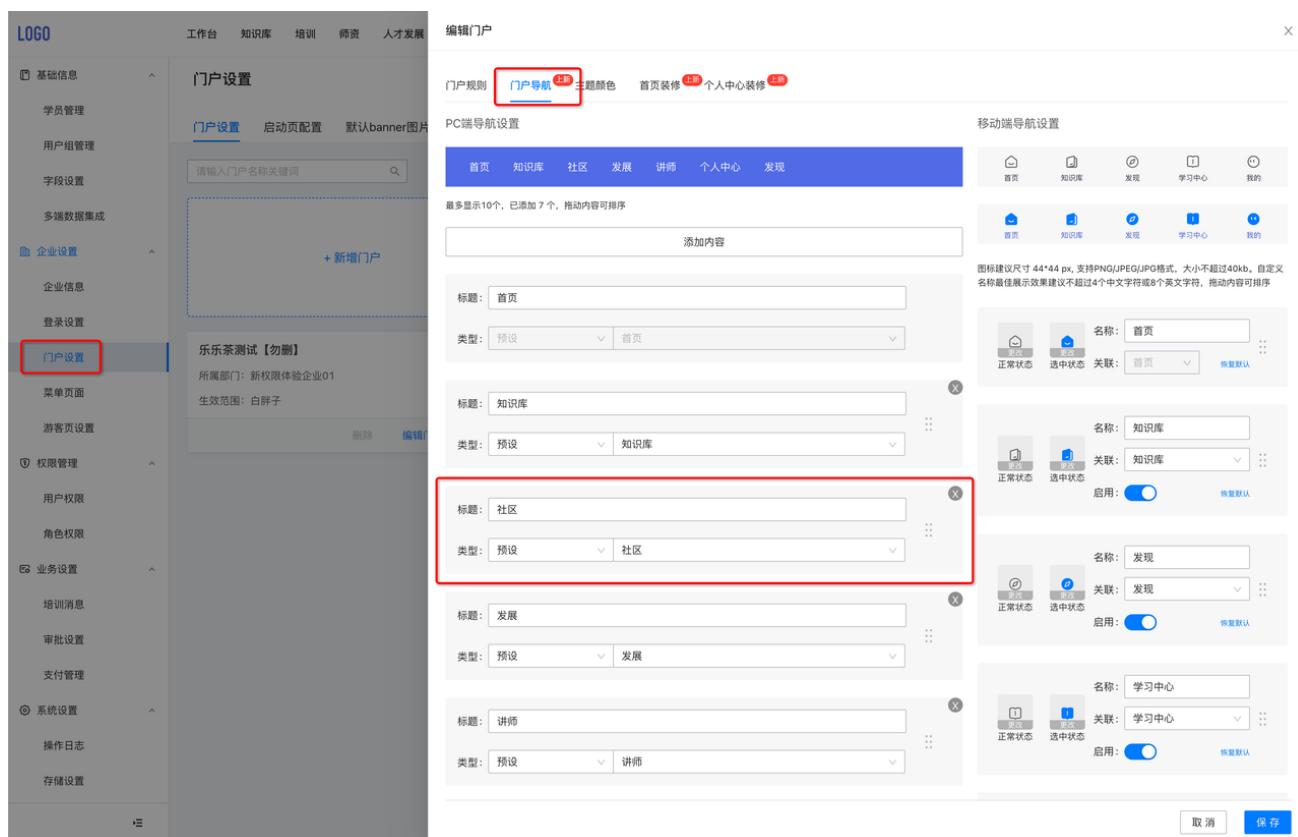 LOGO
工作台 知识库 培训 师资 人才发展
基础信息
学员管理
用户组管理
字段设置
多端数据集成
企业设置
企业信息
登录设置
门户设置
菜单页面
游客页设置
权限管理
用户权限
角色权限
业务设置
培训消息
审批设置
支付管理
系统设置
操作日志
存储设置
门户设置
门户设置 启动页配置 默认banner图片
请输入门户名称关键词
+ 新增门户
乐乐茶测试【勿删】
所属部门：新权限体验企业01
生效范围：白胖子
删除 编辑门
编辑门户
X
门户规则 门户导航 上新 主题颜色 首页装修 上新 个人中心装修 上新
PC端导航设置
首页 知识库 社区 发展 讲师 个人中心 发现
最多显示10个，已添加 7 个，拖动内容可排序
添加内容
标题： 首页
类型： 预设 首页
X
标题： 知识库
类型： 预设 知识库
X
标题： 社区
类型： 预设 社区
X
标题： 发展
类型： 预设 发展
X
标题： 讲师
类型： 预设 讲师
移动端导航设置
首页 知识库 发现 学习中心 我的
首页 知识库 发现 学习中心 我的
图标建议尺寸 44*44 px, 支持PNG/JPEG/JPG格式，大小不超过40kb。自定义
名称最佳展示效果建议不超过4个中文字符或8个英文字符，拖动内容可排序
名称： 首页
更改 更改
正常状态 选中状态 关联： 首页 恢复默认
名称： 知识库
更改 更改 关联： 知识库
正常状态 选中状态
启用： 恢复默认
名称： 发现
更改 更改 关联： 发现
正常状态 选中状态
启用： 恢复默认
名称： 学习中心
更改 更改 关联： 学习中心
正常状态 选中状态
启用： 恢复默认
取 消 保 存